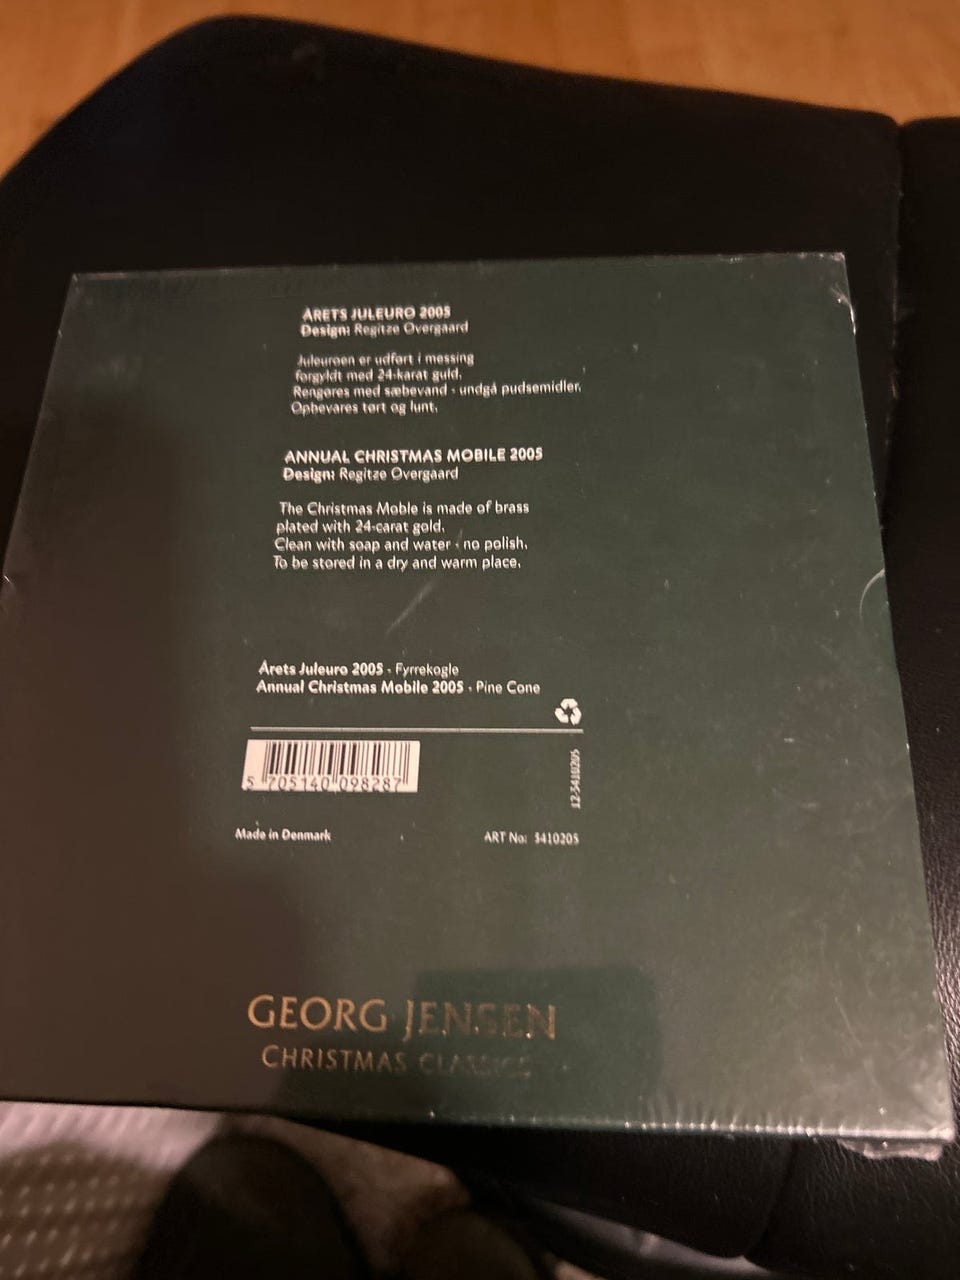 ÅRETS JULEURO 2005
Design: Regitze Overgaard
Juleuroen er udført i messing
forgyldt med 24-karat guld.
Rengøres med sæbevand - undgå pudsemidler.
Opbevares tørt og lunt.
ANNUAL CHRISTMAS MOBILE 2005
Design: Regitze Overgaard
The Christmas Moble is made of brass
plated with 24-carat gold.
Clean with soap and water - no polish.
To be stored in a dry and warm place.
Årets Juleuro 2005 - Fyrrekogle
Annual Christmas Mobile 2005 - Pine Cone
5 705140 098287
12-5410205
Made in Denmark
ART No: 5410205
GEORG JENSEN
CHRISTMAS CLASSICS